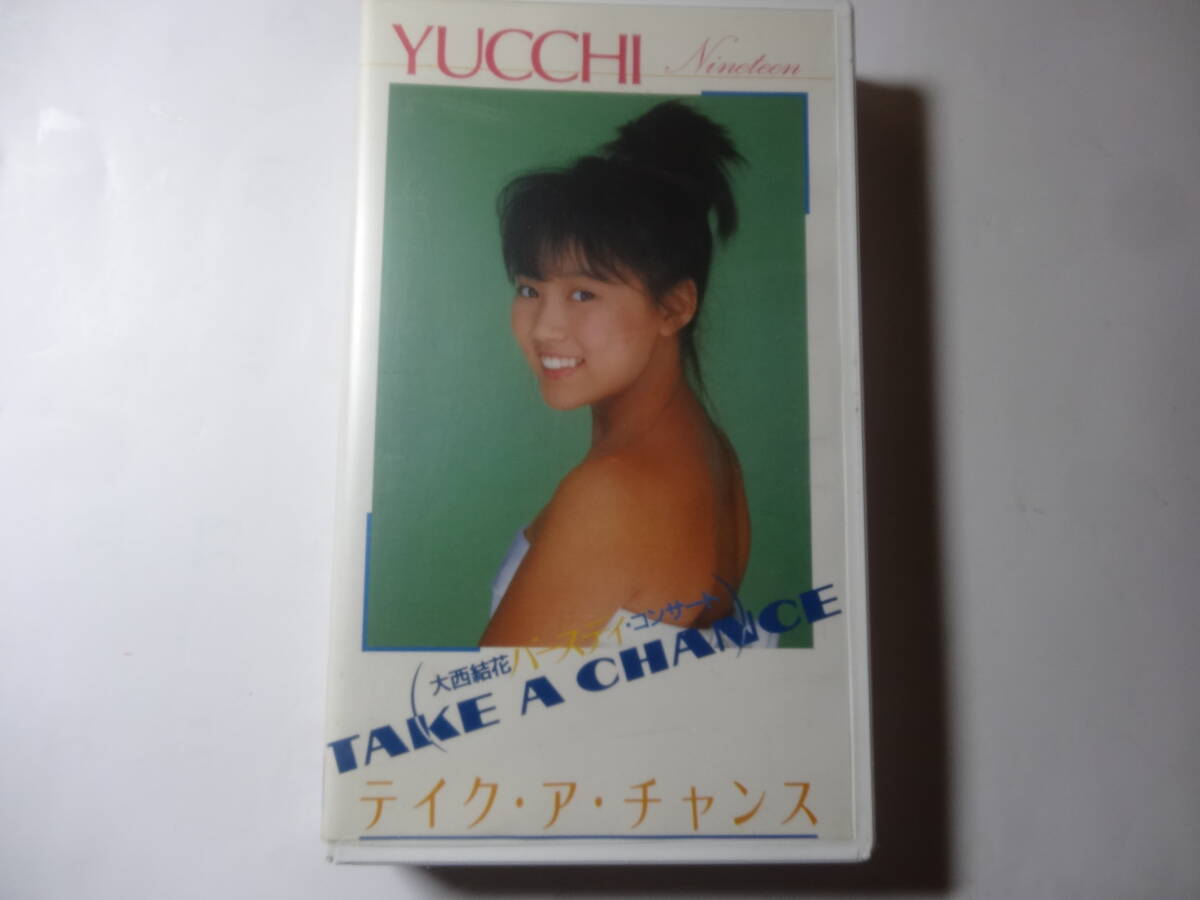 YUCCHI Nineteen
(大西結花バースデイ・コンサート)
TAKE A CHANCE
テイク・ア・チャンス